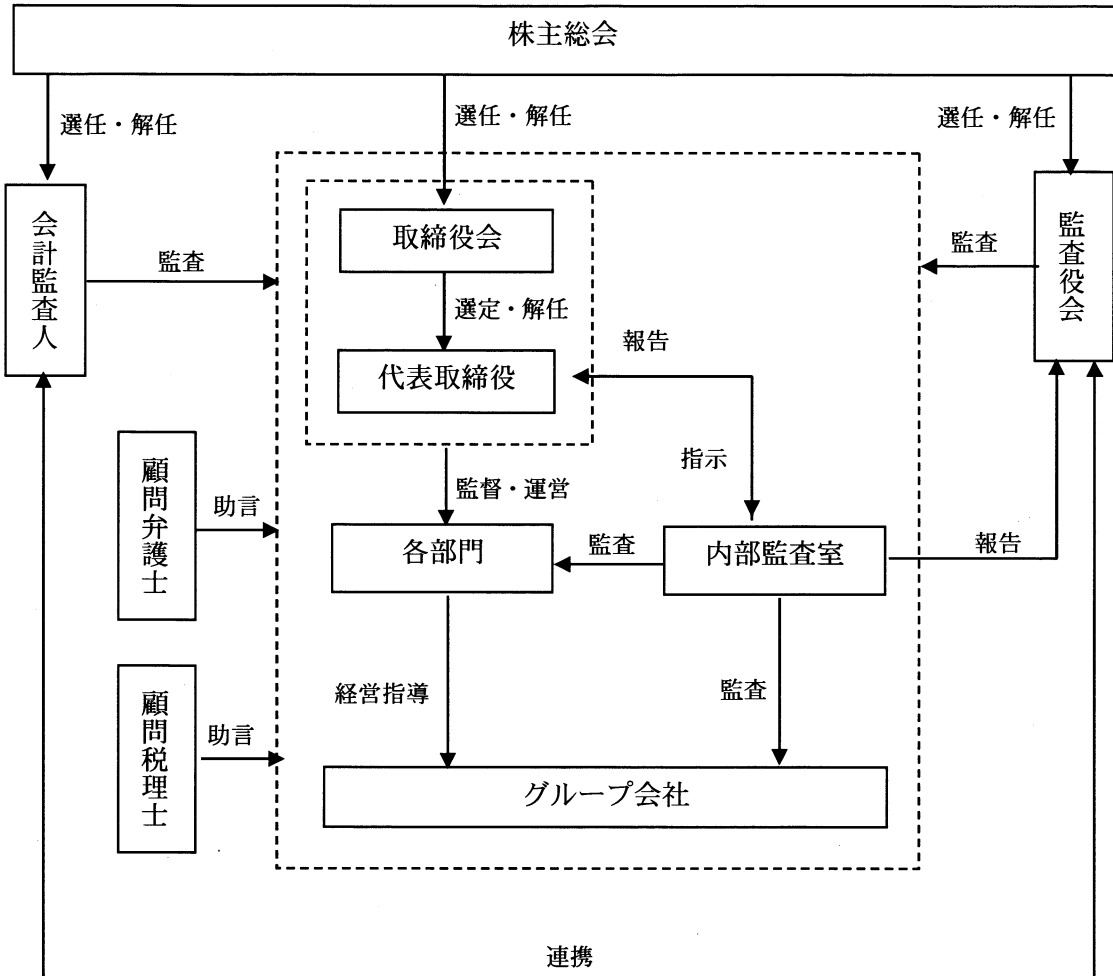 株主総会
選任・解任
選任・解任
選任・解任
会計監査人
監査
取締役会
監査
監査役会
選定・解任
代表取締役
報告
指示
顧問弁護士
助言
監督・運営
各部門
監査
内部監査室
報告
顧問税理士
助言
経営指導
監査
グループ会社
連携